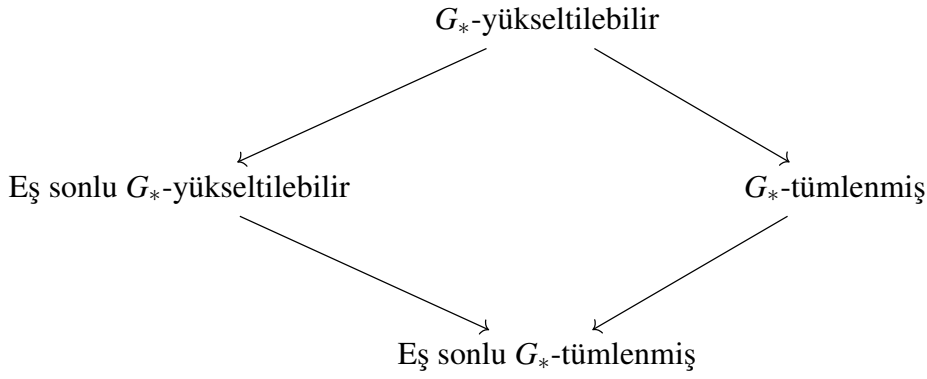 G∗-yükseltilebilir
Eş sonlu G∗-yükseltilebilir
G∗-tümlenmiş
Eş sonlu G∗-tümlenmiş